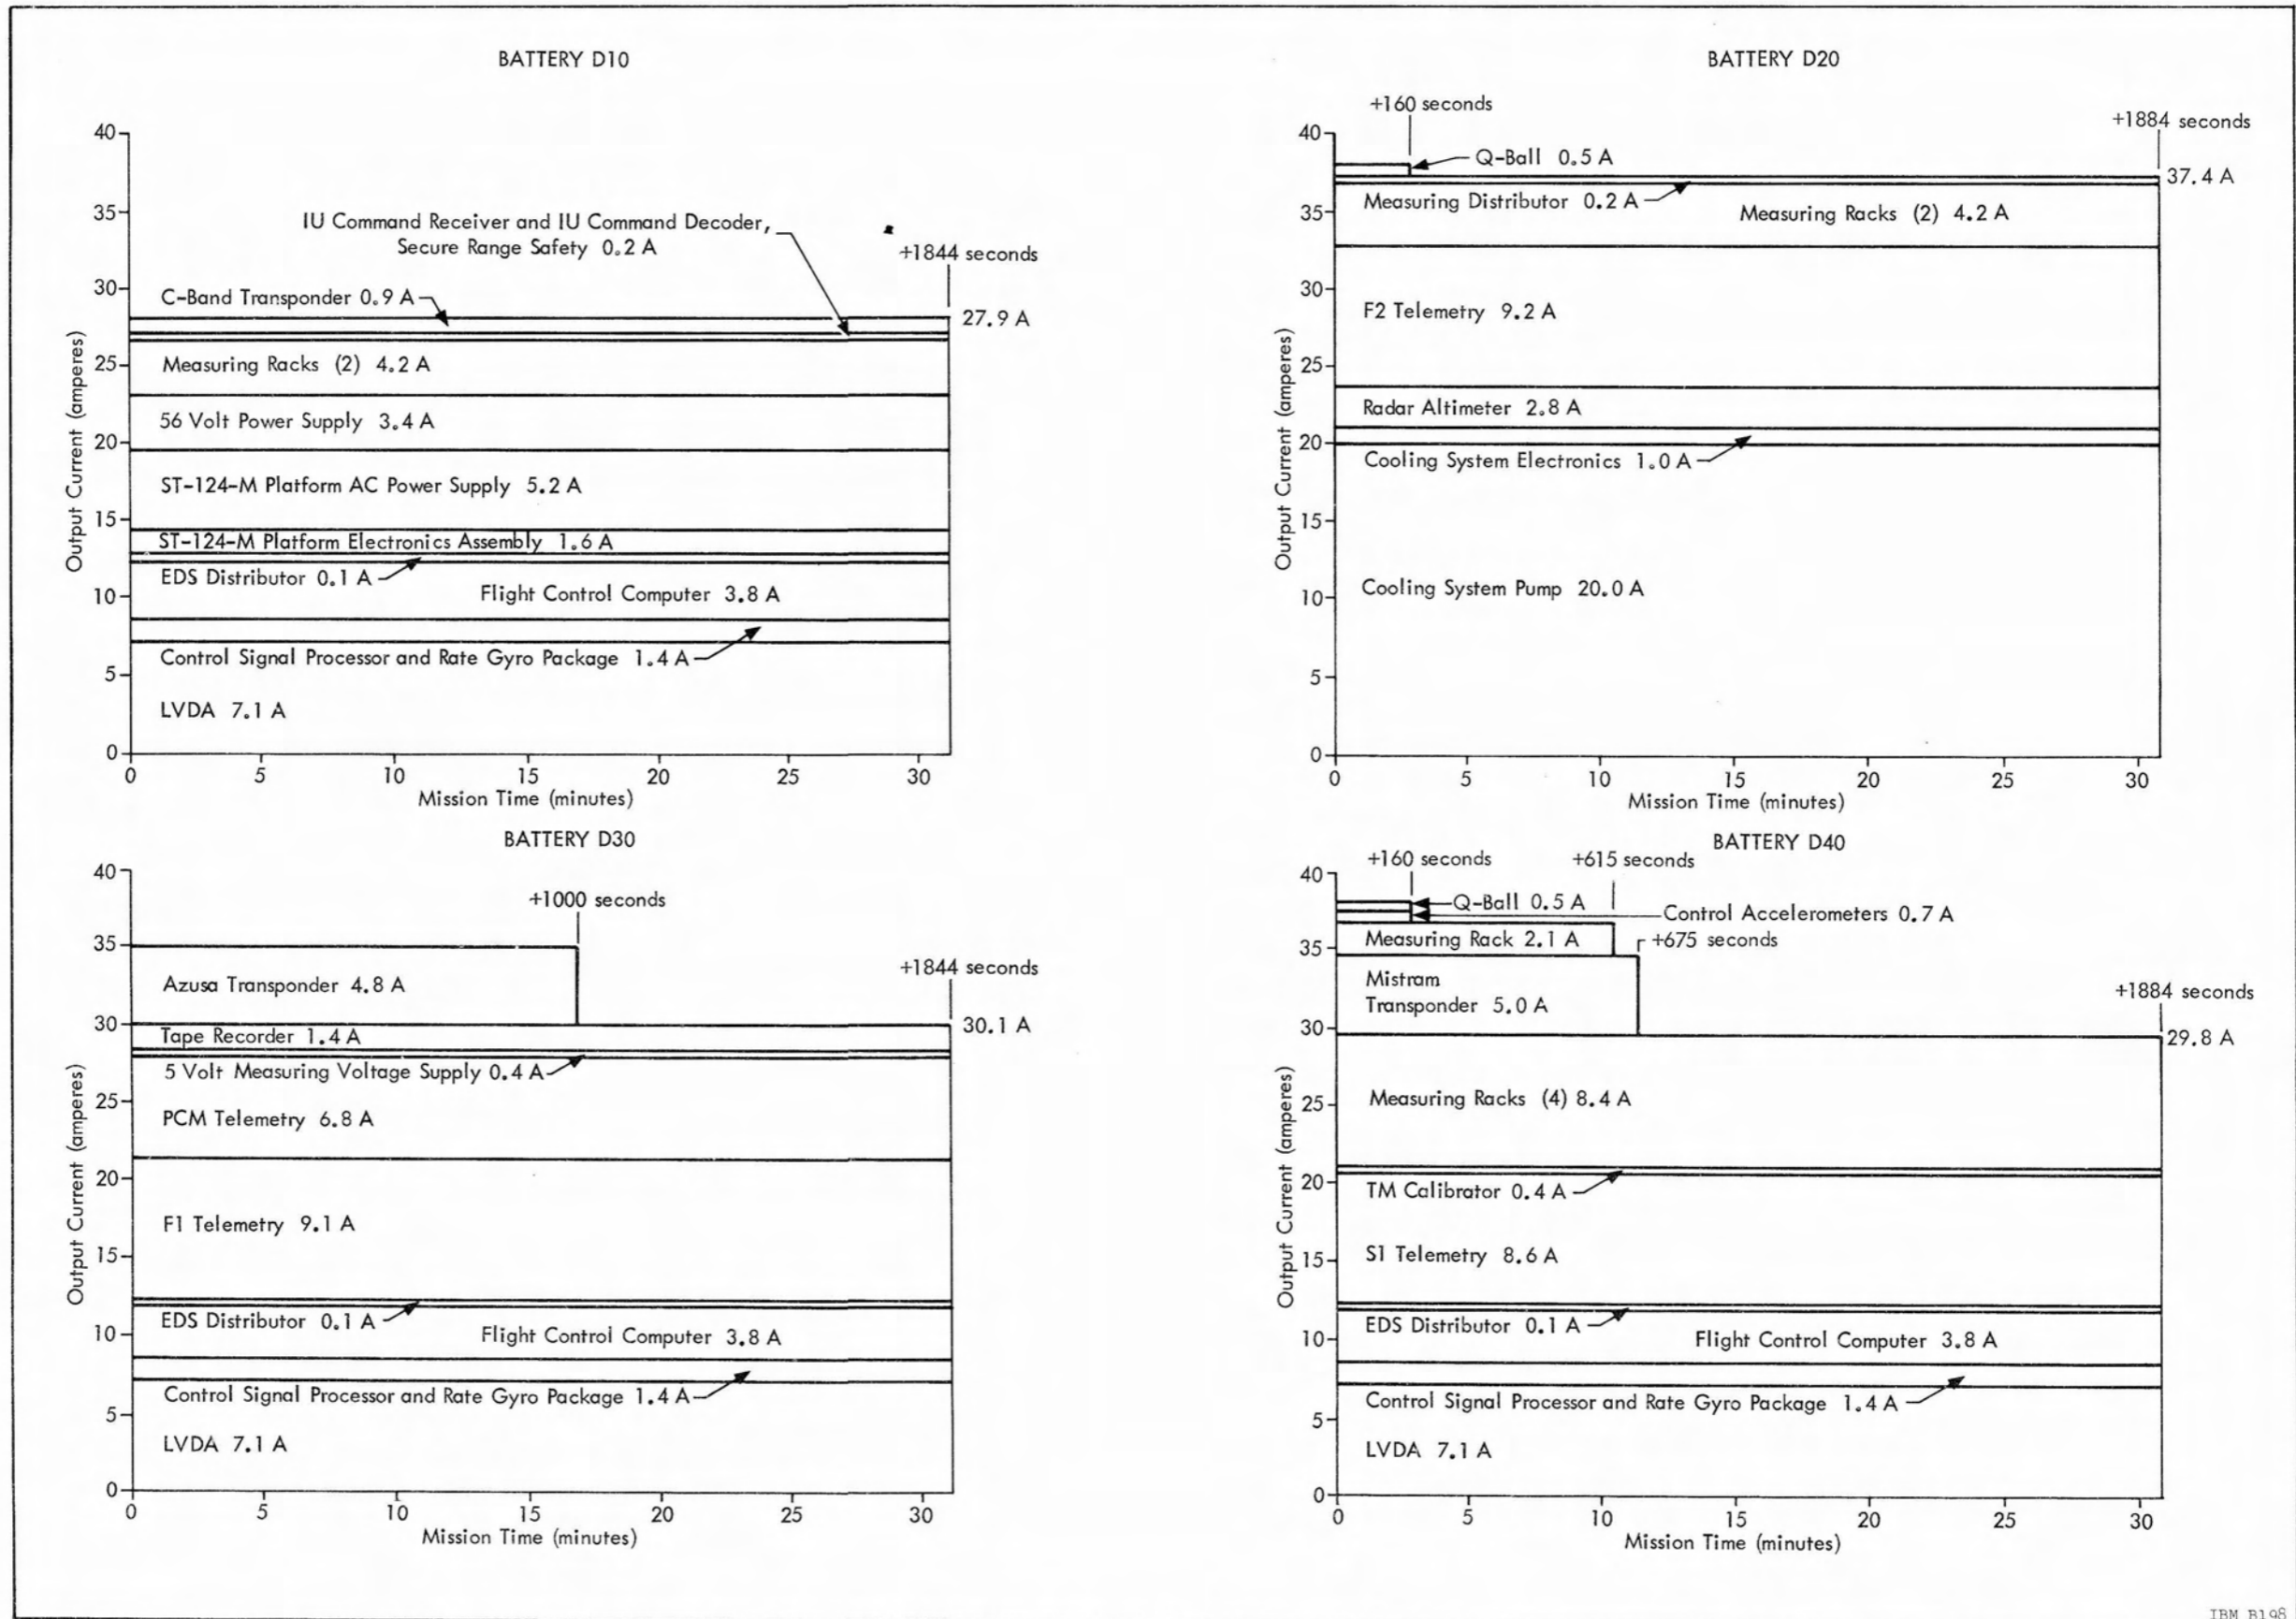 BATTERY D10
40
35
30
25
20
15
10
5
0
Output Current (amperes)
IU Command Receiver and IU Command Decoder,
Secure Range Safety 0.2 A
+1844 seconds
C-Band Transponder 0.9 A
27.9 A
Measuring Racks (2) 4.2 A
56 Volt Power Supply 3.4 A
ST-124-M Platform AC Power Supply 5.2 A
ST-124-M Platform Electronics Assembly 1.6 A
EDS Distributor 0.1 A
Flight Control Computer 3.8 A
Control Signal Processor and Rate Gyro Package 1.4 A
LVDA 7.1 A
0 5 10 15 20 25 30
Mission Time (minutes)
BATTERY D20
+160 seconds
+1884 seconds
40
35
30
25
20
15
10
5
0
Output Current (amperes)
Q-Ball 0.5 A
37.4 A
Measuring Distributor 0.2 A
Measuring Racks (2) 4.2 A
F2 Telemetry 9.2 A
Radar Altimeter 2.8 A
Cooling System Electronics 1.0 A
Cooling System Pump 20.0 A
0 5 10 15 20 25 30
Mission Time (minutes)
BATTERY D30
40
35
30
25
20
15
10
5
0
Output Current (amperes)
+1000 seconds
+1844 seconds
Azusa Transponder 4.8 A
30.1 A
Tape Recorder 1.4 A
5 Volt Measuring Voltage Supply 0.4 A
PCM Telemetry 6.8 A
F1 Telemetry 9.1 A
EDS Distributor 0.1 A
Flight Control Computer 3.8 A
Control Signal Processor and Rate Gyro Package 1.4 A
LVDA 7.1 A
0 5 10 15 20 25 30
Mission Time (minutes)
BATTERY D40
+160 seconds
+615 seconds
40
35
30
25
20
15
10
5
0
Output Current (amperes)
Q-Ball 0.5 A
Control Accelerometers 0.7 A
Measuring Rack 2.1 A
+675 seconds
Mistram
Transponder 5.0 A
+1884 seconds
29.8 A
Measuring Racks (4) 8.4 A
TM Calibrator 0.4 A
S1 Telemetry 8.6 A
EDS Distributor 0.1 A
Flight Control Computer 3.8 A
Control Signal Processor and Rate Gyro Package 1.4 A
LVDA 7.1 A
0 5 10 15 20 25 30
Mission Time (minutes)
IBM B198